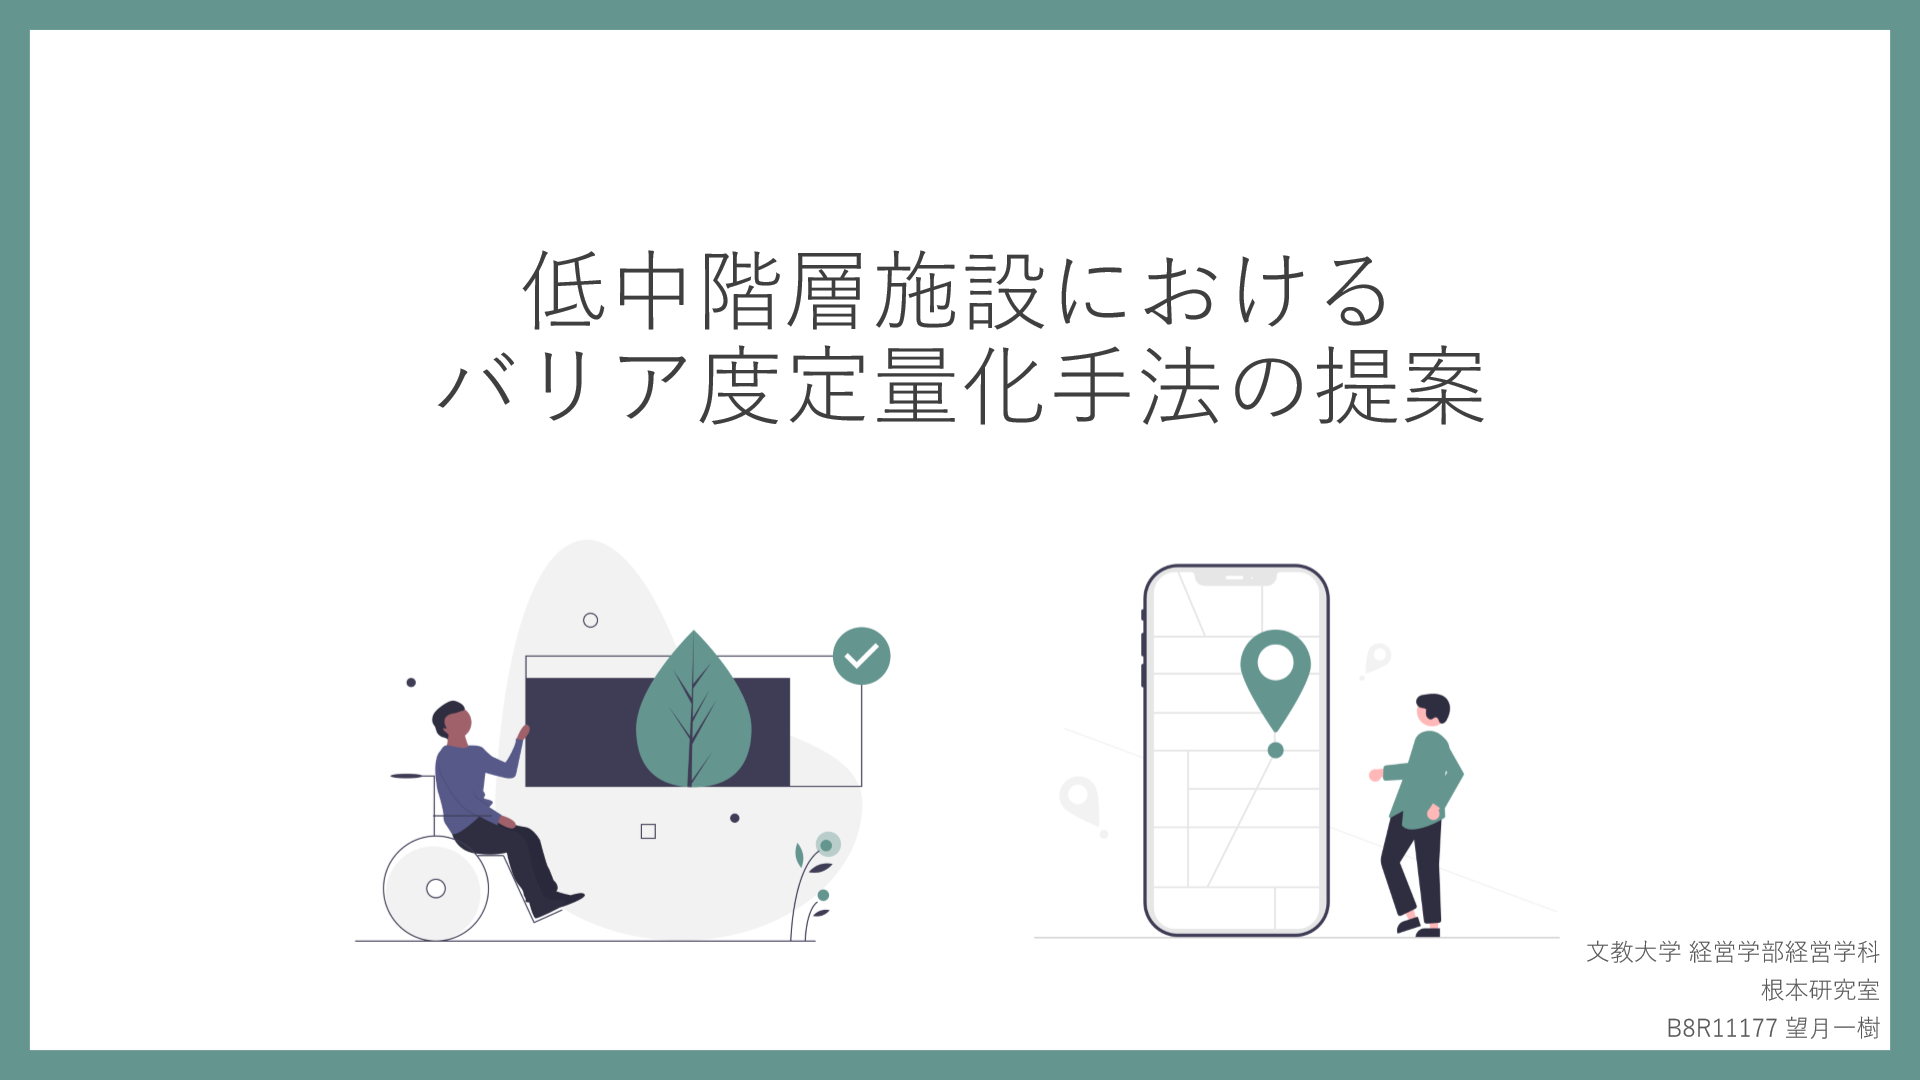 低中階層施設における
バリア度定量化手法の提案
文教大学 経営学部経営学科
根本研究室
B8R11177 望月一樹